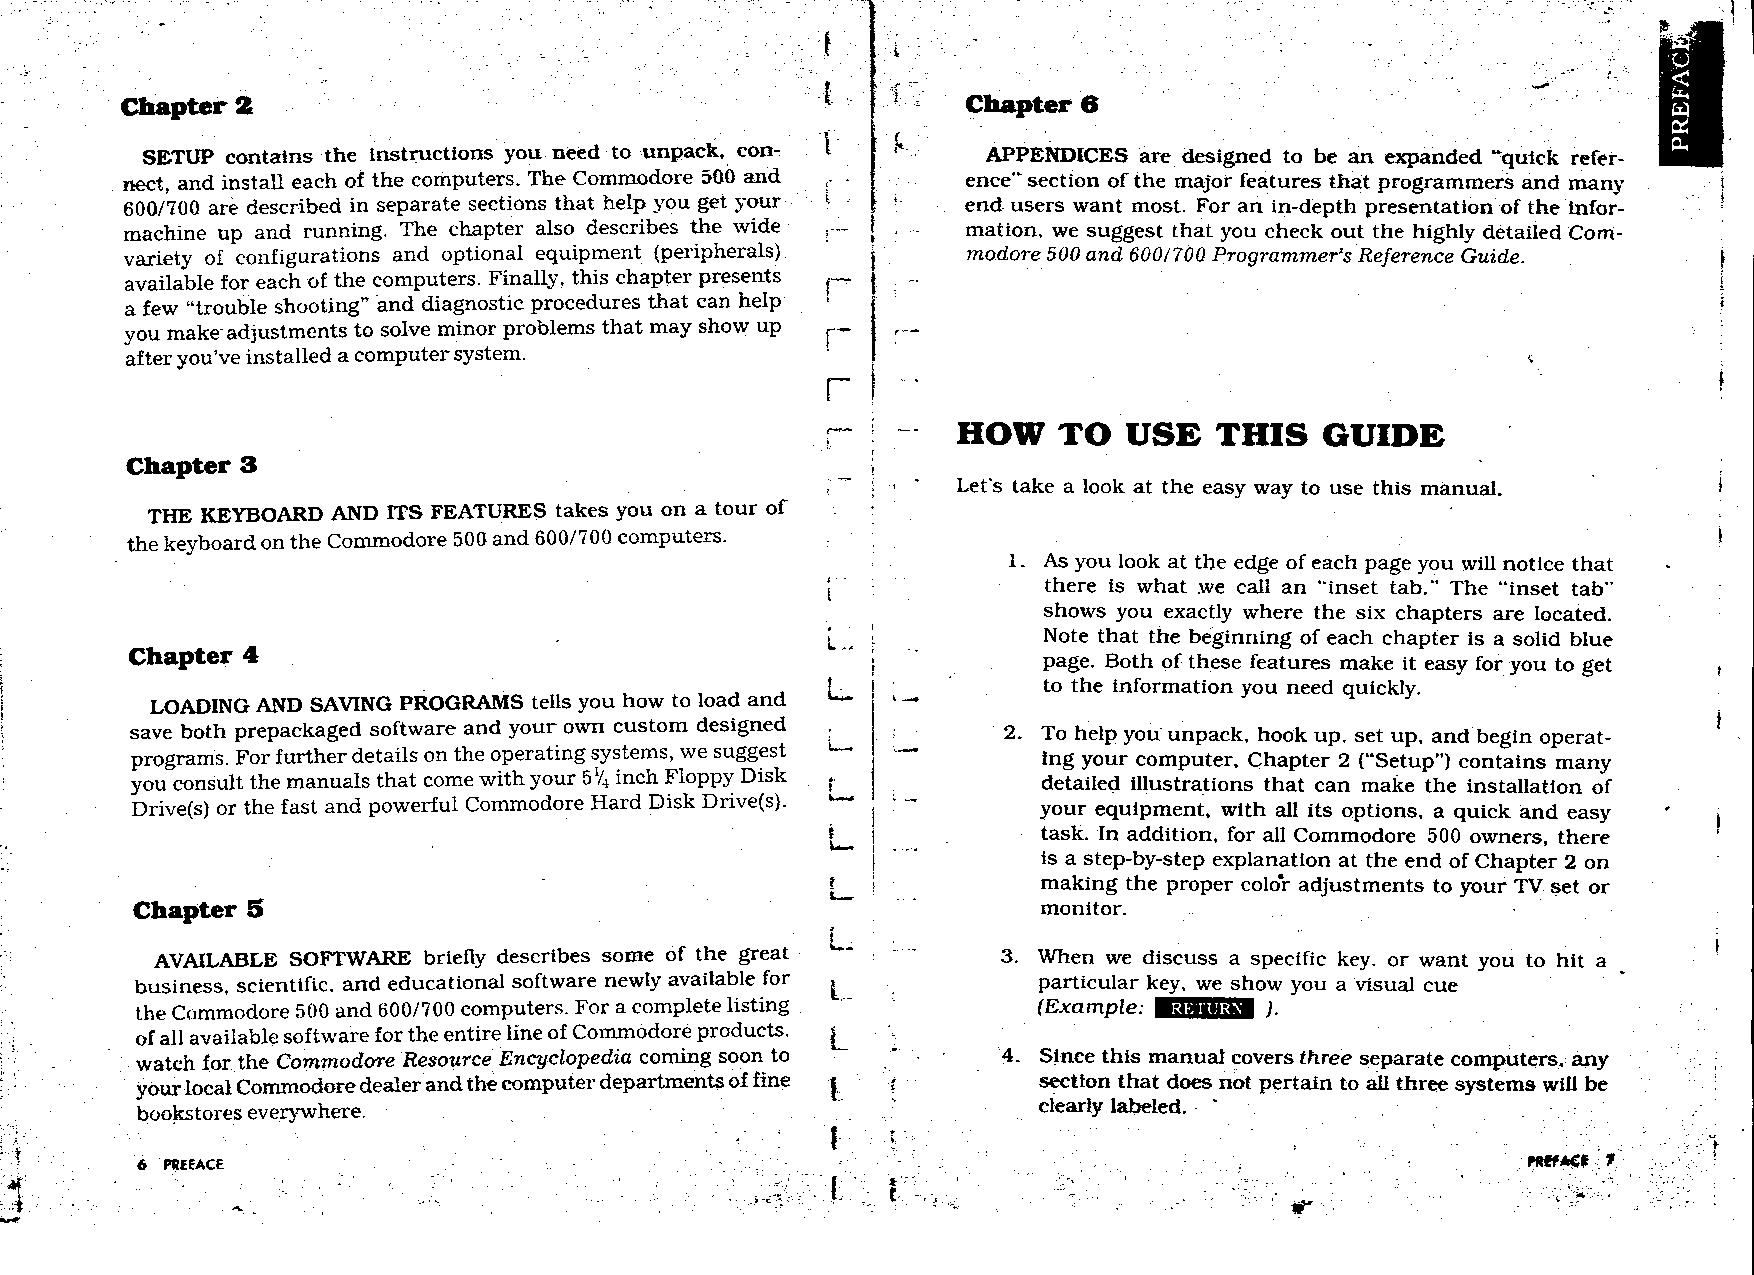 Chapter 2
SETUP contains the instructions you need to unpack, con-
nect, and install each of the computers. The Commodore 500 and
600/700 are described in separate sections that help you get your
machine up and running. The chapter also describes the wide
variety of configurations and optional equipment (peripherals)
available for each of the computers. Finally, this chapter presents
a few “trouble shooting” and diagnostic procedures that can help
you make adjustments to solve minor problems that may show up
after you've installed a computer system.
Chapter 3
THE KEYBOARD AND ITS FEATURES takes you on a tour of
the keyboard on the Commodore 500 and 600/700 computers.
Chapter 4
LOADING AND SAVING PROGRAMS tells you how to load and
save both prepackaged software and your own custom designed
programs. For further details on the operating systems, we suggest
you consult the manuals that come with your 5¼ inch Floppy Disk
Drive(s) or the fast and powerful Commodore Hard Disk Drive(s).
Chapter 5
AVAILABLE SOFTWARE briefly describes some of the great
business, scientific, and educational software newly available for
the Commodore 500 and 600/700 computers. For a complete listing
of all available software for the entire line of Commodore products,
watch for the Commodore Resource Encyclopedia coming soon to
your local Commodore dealer and the computer departments of fine
bookstores everywhere.
6 PREFACE
PREFACE
Chapter 6
APPENDICES are designed to be an expanded “quick refer-
ence” section of the major features that programmers and many
end users want most. For an in-depth presentation of the infor-
mation, we suggest that you check out the highly detailed Com-
modore 500 and 600/700 Programmer's Reference Guide.
HOW TO USE THIS GUIDE
Let's take a look at the easy way to use this manual.
1. As you look at the edge of each page you will notice that
there is what we call an “inset tab.” The “inset tab”
shows you exactly where the six chapters are located.
Note that the beginning of each chapter is a solid blue
page. Both of these features make it easy for you to get
to the information you need quickly.
2. To help you unpack, hook up, set up, and begin operat-
ing your computer, Chapter 2 (“Setup”) contains many
detailed illustrations that can make the installation of
your equipment, with all its options, a quick and easy
task. In addition, for all Commodore 500 owners, there
is a step-by-step explanation at the end of Chapter 2 on
making the proper color adjustments to your TV set or
monitor.
3. When we discuss a specific key, or want you to hit a
particular key, we show you a visual cue
(Example: RETURN ).
4. Since this manual covers three separate computers, any
section that does not pertain to all three systems will be
clearly labeled.
PREFACE 7